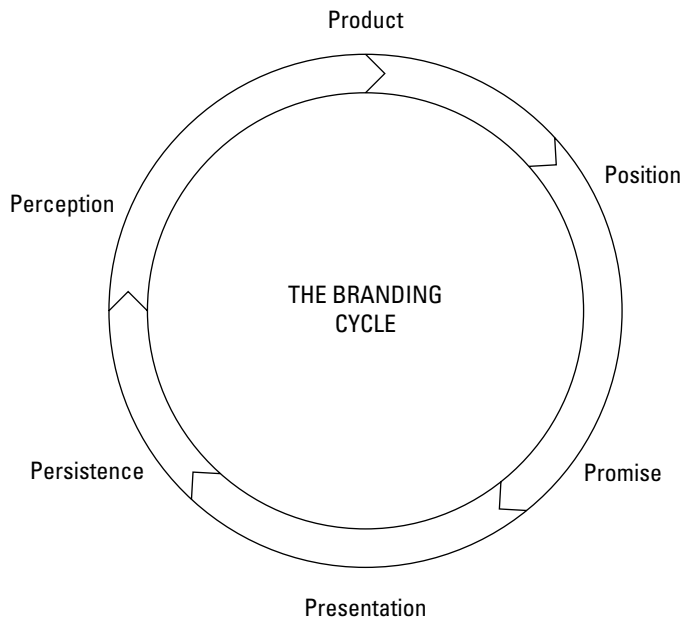 Product
Position
Perception
THE BRANDING
CYCLE
Persistence
Promise
Presentation